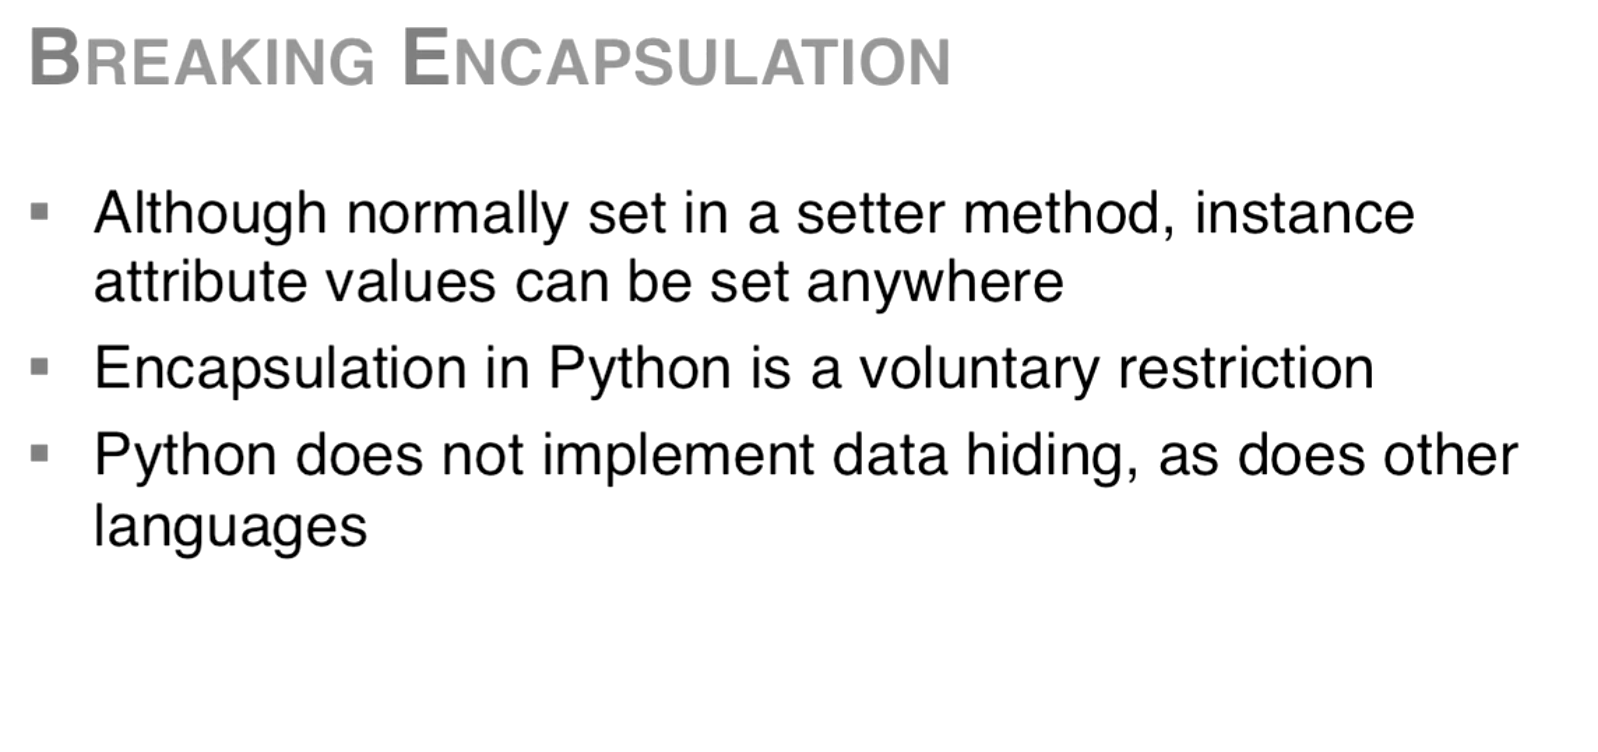 BREAKING ENCAPSULATION
▪ Although normally set in a setter method, instance
attribute values can be set anywhere
▪ Encapsulation in Python is a voluntary restriction
▪ Python does not implement data hiding, as does other
languages